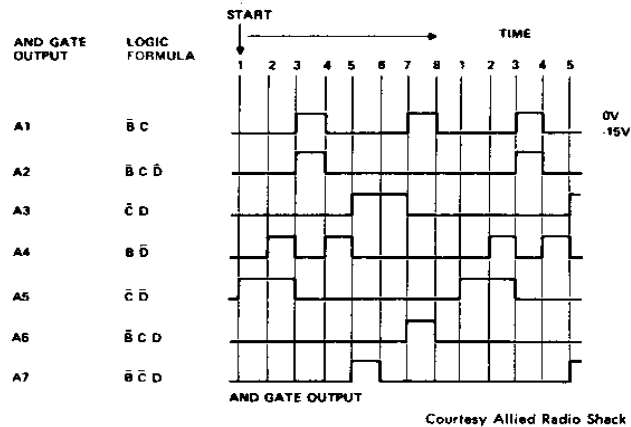 START
AND GATE OUTPUT
LOGIC FORMULA
TIME
1 2 3 4 5 6 7 8 1 2 3 4 5
A1 B̄ C
0V
-15V
A2 B̄ C D̂
A3 C̄ D
A4 B D̄
A5 C̄ D̄
A6 B̄ C D
A7 B̄ C̄ D
AND GATE OUTPUT
Courtesy Allied Radio Shack